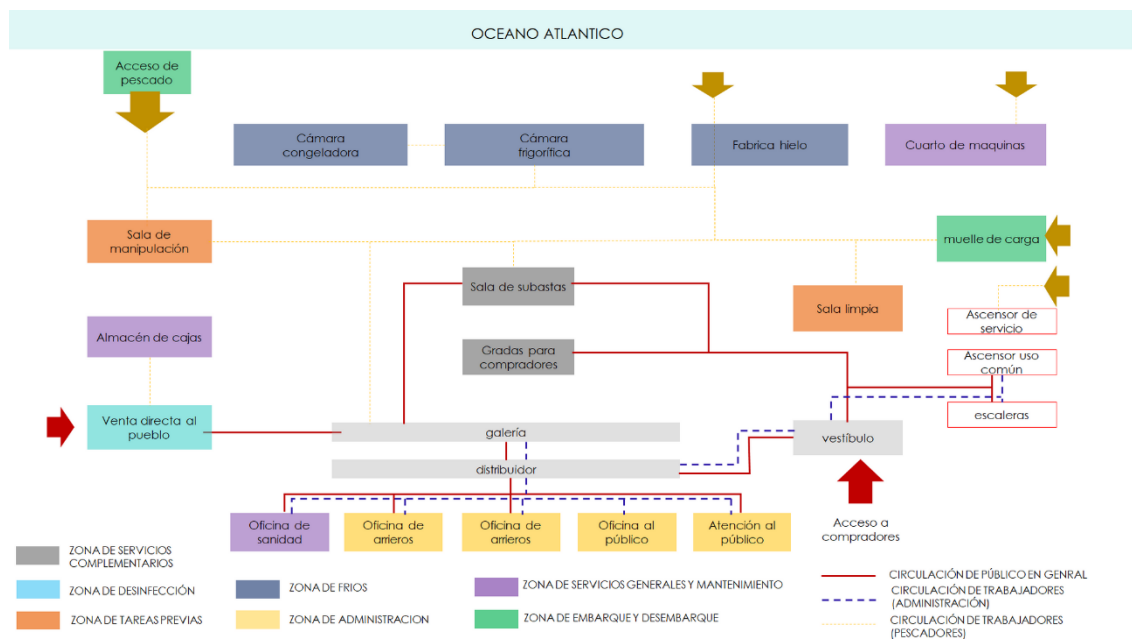 OCEANO ATLANTICO
Acceso de
pescado
Cámara
congeladora
Cámara
frigorítica
Fabrica hielo
Cuarto de maquinas
Sala de
manipulación
muelle de carga
Sala de subastas
Sala limpia
Ascensor de
servicio
Almacén de cajas
Gradas para
compradores
Ascensor uso
común
Venta directa al
pueblo
escaleras
galería
vestíbulo
distribuidor
Oficina de
sanidad
Oficina de
arrieros
Oficina de
arrieros
Oficina al
público
Atención al
público
Acceso a
compradores
ZONA DE SERVICIOS
COMPLEMENTARIOS
ZONA DE DESINFECCIÓN
ZONA DE TAREAS PREVIAS
ZONA DE FRIOS
ZONA DE ADMINISTRACION
ZONA DE SERVICIOS GENERALES Y MANTENIMIENTO
ZONA DE EMBARQUE Y DESEMBARQUE
CIRCULACIÓN DE PÚBLICO EN GENRAL
CIRCULACIÓN DE TRABAJADORES
(ADMINISTRACIÓN)
CIRCULACIÓN DE TRABAJADORES
(PESCADORES)